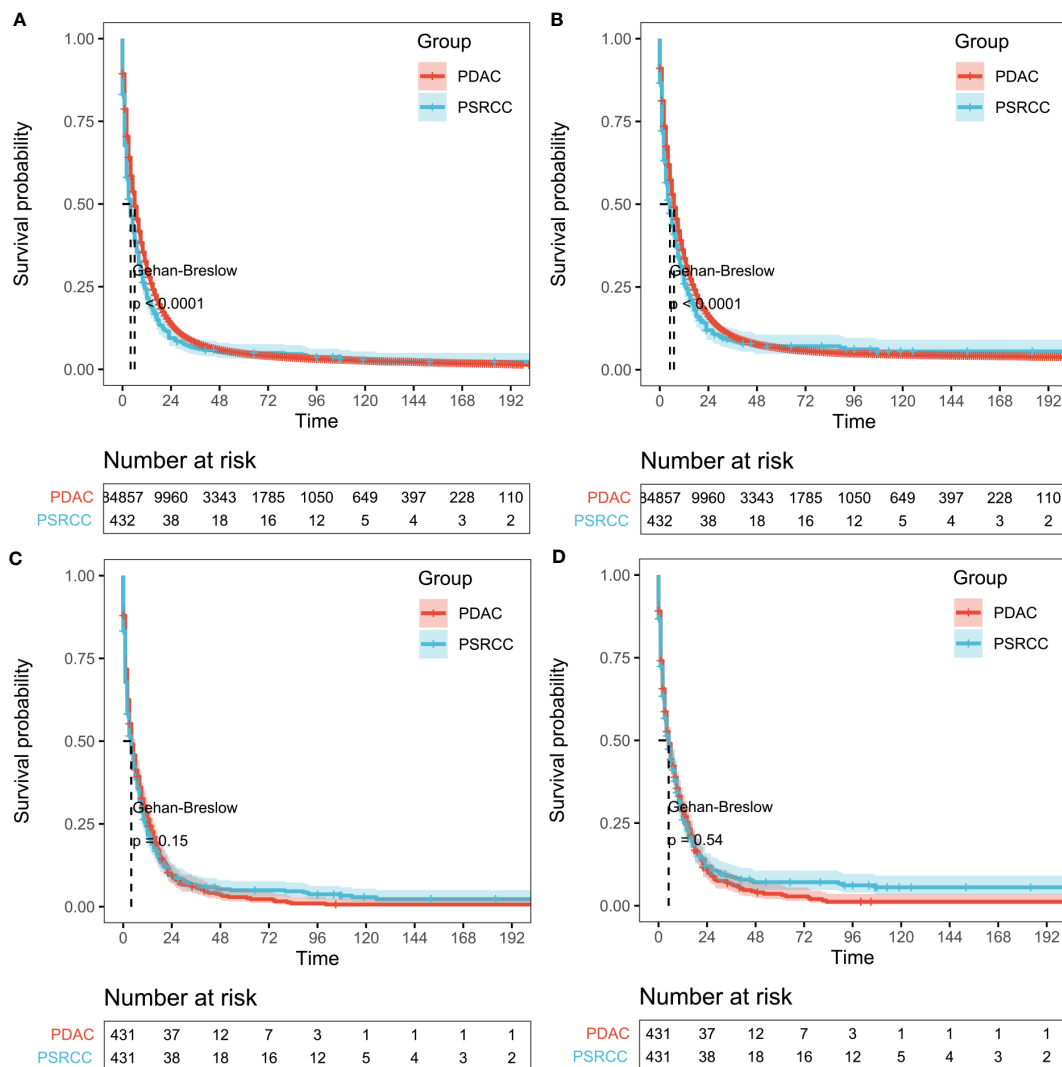 A
1.00
0.75
0.50
0.25
0.00
Survival probability
Group
PDAC
PSRCC
Gehan-Breslow
p < 0.0001
0 24 48 72 96 120 144 168 192
Time
Number at risk
PDAC 84857 9960 3343 1785 1050 649 397 228 110
PSRCC 432 38 18 16 12 5 4 3 2
B
1.00
0.75
0.50
0.25
0.00
Survival probability
Group
PDAC
PSRCC
Gehan-Breslow
p < 0.0001
0 24 48 72 96 120 144 168 192
Time
Number at risk
PDAC 84857 9960 3343 1785 1050 649 397 228 110
PSRCC 432 38 18 16 12 5 4 3 2
C
1.00
0.75
0.50
0.25
0.00
Survival probability
Group
PDAC
PSRCC
Gehan-Breslow
p = 0.15
0 24 48 72 96 120 144 168 192
Time
Number at risk
PDAC 431 37 12 7 3 1 1 1 1
PSRCC 431 38 18 16 12 5 4 3 2
D
1.00
0.75
0.50
0.25
0.00
Survival probability
Group
PDAC
PSRCC
Gehan-Breslow
p = 0.54
0 24 48 72 96 120 144 168 192
Time
Number at risk
PDAC 431 37 12 7 3 1 1 1 1
PSRCC 431 38 18 16 12 5 4 3 2